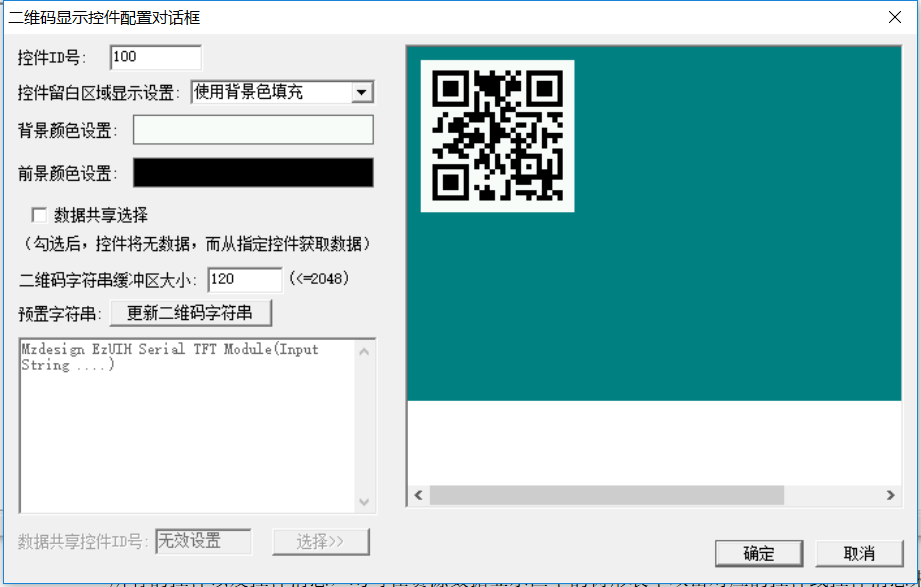 二维码显示控件配置对话框
控件ID号: 100
控件留白区域显示设置: 使用背景色填充
背景颜色设置:
前景颜色设置:
数据共享选择
(勾选后, 控件将无数据, 而从指定控件获取数据)
二维码字符串缓冲区大小: 120 (<=2048)
预置字符串: 更新二维码字符串
Mzdesign EzUIH Serial TFT Module(Input
String ....)
数据共享控件ID号: 无效设置 选择>>
确定 取消